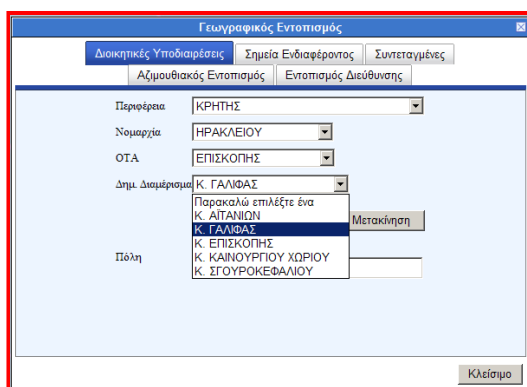 Γεωγραφικός Εντοπισμός
Διοικητικές Υποδιαιρέσεις Σημεία Ενδιαφέροντος Συντεταγμένες
Αζιμουθιακός Εντοπισμός Εντοπισμός Διεύθυνσης
Περιφέρεια ΚΡΗΤΗΣ
Νομαρχία ΗΡΑΚΛΕΙΟΥ
ΟΤΑ ΕΠΙΣΚΟΠΗΣ
Δημ. Διαμέρισμα Κ. ΓΑΛΙΦΑΣ
Παρακαλώ επιλέξτε ένα
Κ. ΑΪΤΑΝΙΩΝ
Κ. ΓΑΛΙΦΑΣ
Μετακίνηση
Κ. ΕΠΙΣΚΟΠΗΣ
Πόλη
Κ. ΚΑΙΝΟΥΡΓΙΟΥ ΧΩΡΙΟΥ
Κ. ΣΓΟΥΡΟΚΕΦΑΛΙΟΥ
Κλείσιμο